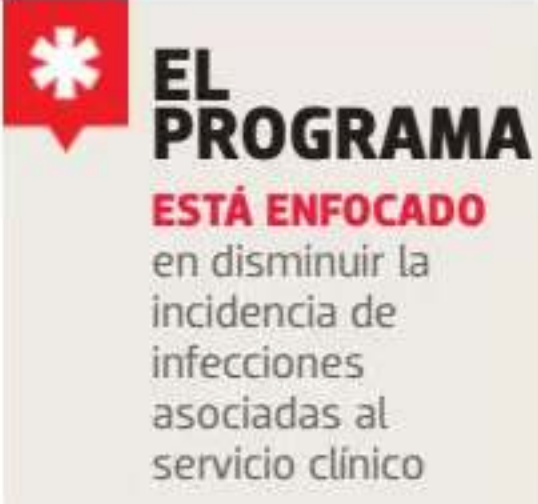 EL
PROGRAMA
ESTÁ ENFOCADO
en disminuir la
incidencia de
infecciones
asociadas al
servicio clínico